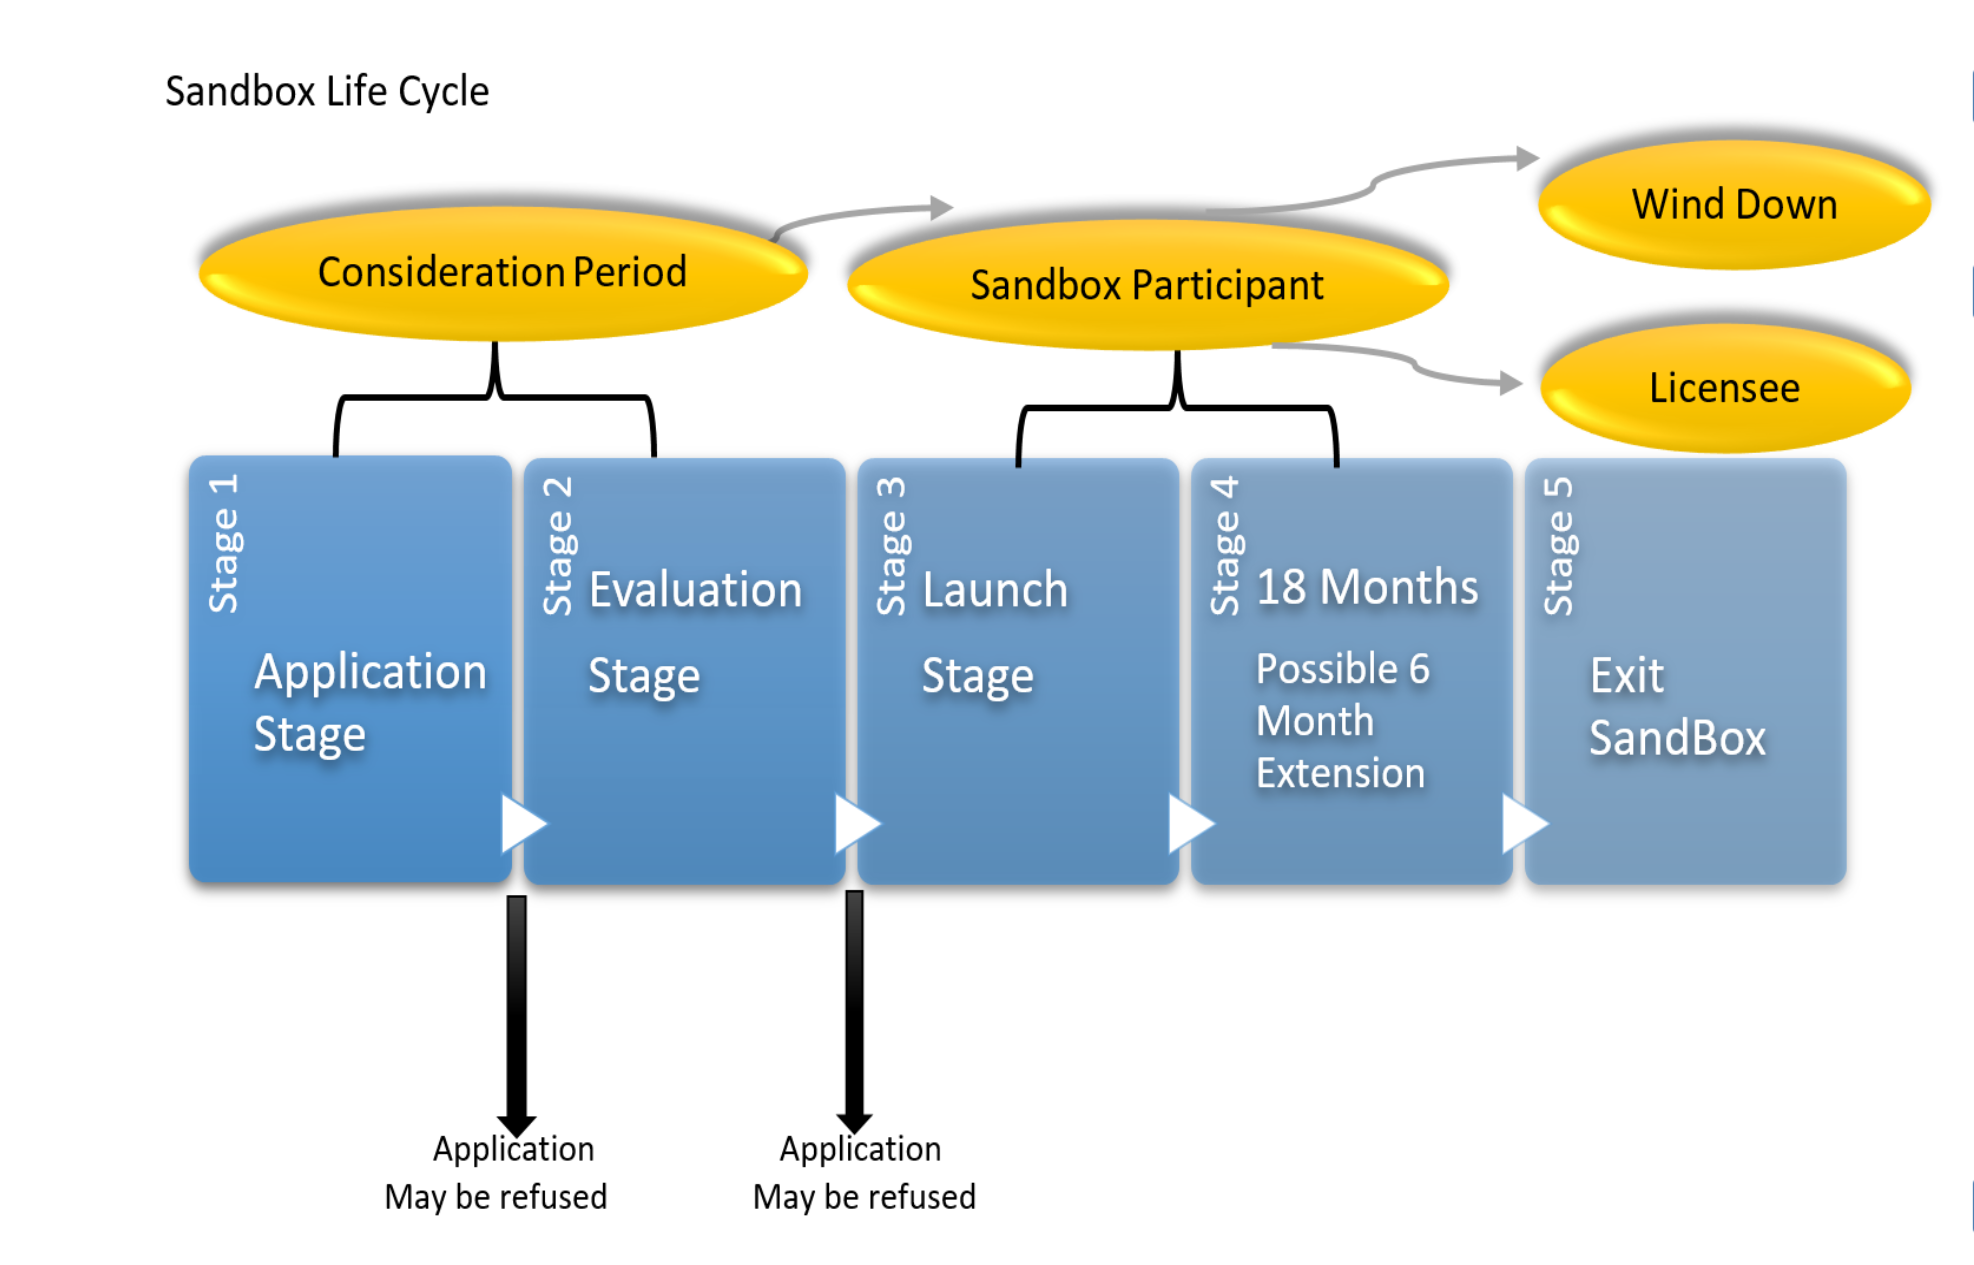 Sandbox Life Cycle
Wind Down
Consideration Period
Sandbox Participant
Licensee
Stage 1
Application
Stage
Stage 2
Evaluation
Stage
Stage 3
Launch
Stage
Stage 4
18 Months
Possible 6
Month
Extension
Stage 5
Exit
SandBox
Application
May be refused
Application
May be refused